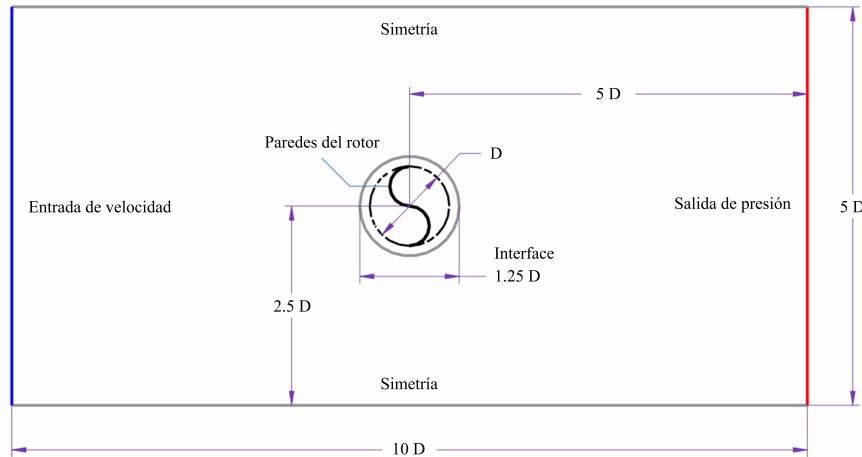 Simetría
5 D
Paredes del rotor
D
Entrada de velocidad
Salida de presión
5 D
Interface
1.25 D
2.5 D
Simetría
10 D